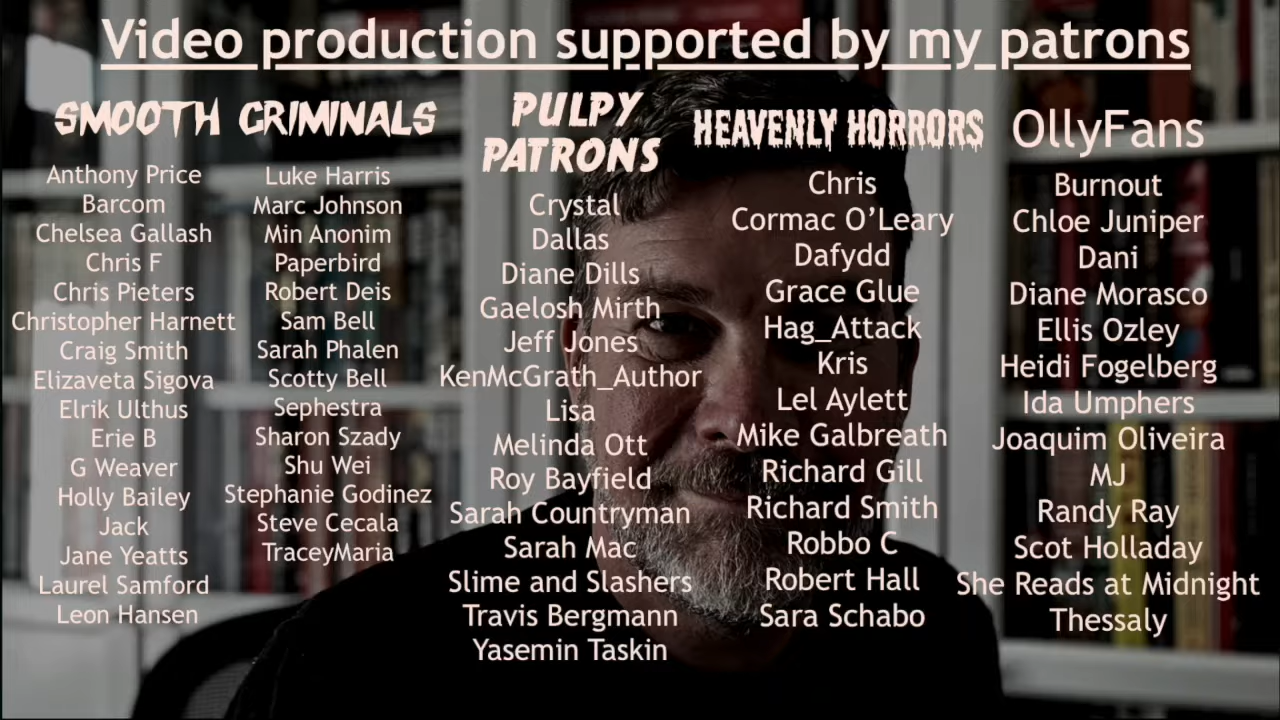 Video production supported by my patrons
SMOOTH CRIMINALS
Anthony Price
Barcom
Chelsea Gallash
Chris F
Chris Pieters
Christopher Harnett
Craig Smith
Elizaveta Sigova
Elrik Ulthus
Erie B
G Weaver
Holly Bailey
Jack
Jane Yeatts
Laurel Samford
Leon Hansen
Luke Harris
Marc Johnson
Min Anonim
Paperbird
Robert Deis
Sam Bell
Sarah Phalen
Scotty Bell
Sephestra
Sharon Szady
Shu Wei
Stephanie Godinez
Steve Cecala
TraceyMaria
PULPY
PATRONS
Crystal
Dallas
Diane Dills
Gaelosh Mirth
Jeff Jones
KenMcGrath_Author
Lisa
Melinda Ott
Roy Bayfield
Sarah Countryman
Sarah Mac
Slime and Slashers
Travis Bergmann
Yasemin Taskin
HEAVENLY HORRORS
Chris
Cormac O’Leary
Dafydd
Grace Glue
Hag_Attack
Kris
Lel Aylett
Mike Galbreath
Richard Gill
Richard Smith
Robbo C
Robert Hall
Sara Schabo
OllyFans
Burnout
Chloe Juniper
Dani
Diane Morasco
Ellis Ozley
Heidi Fogelberg
Ida Umphers
Joaquim Oliveira
MJ
Randy Ray
Scot Holladay
She Reads at Midnight
Thessaly